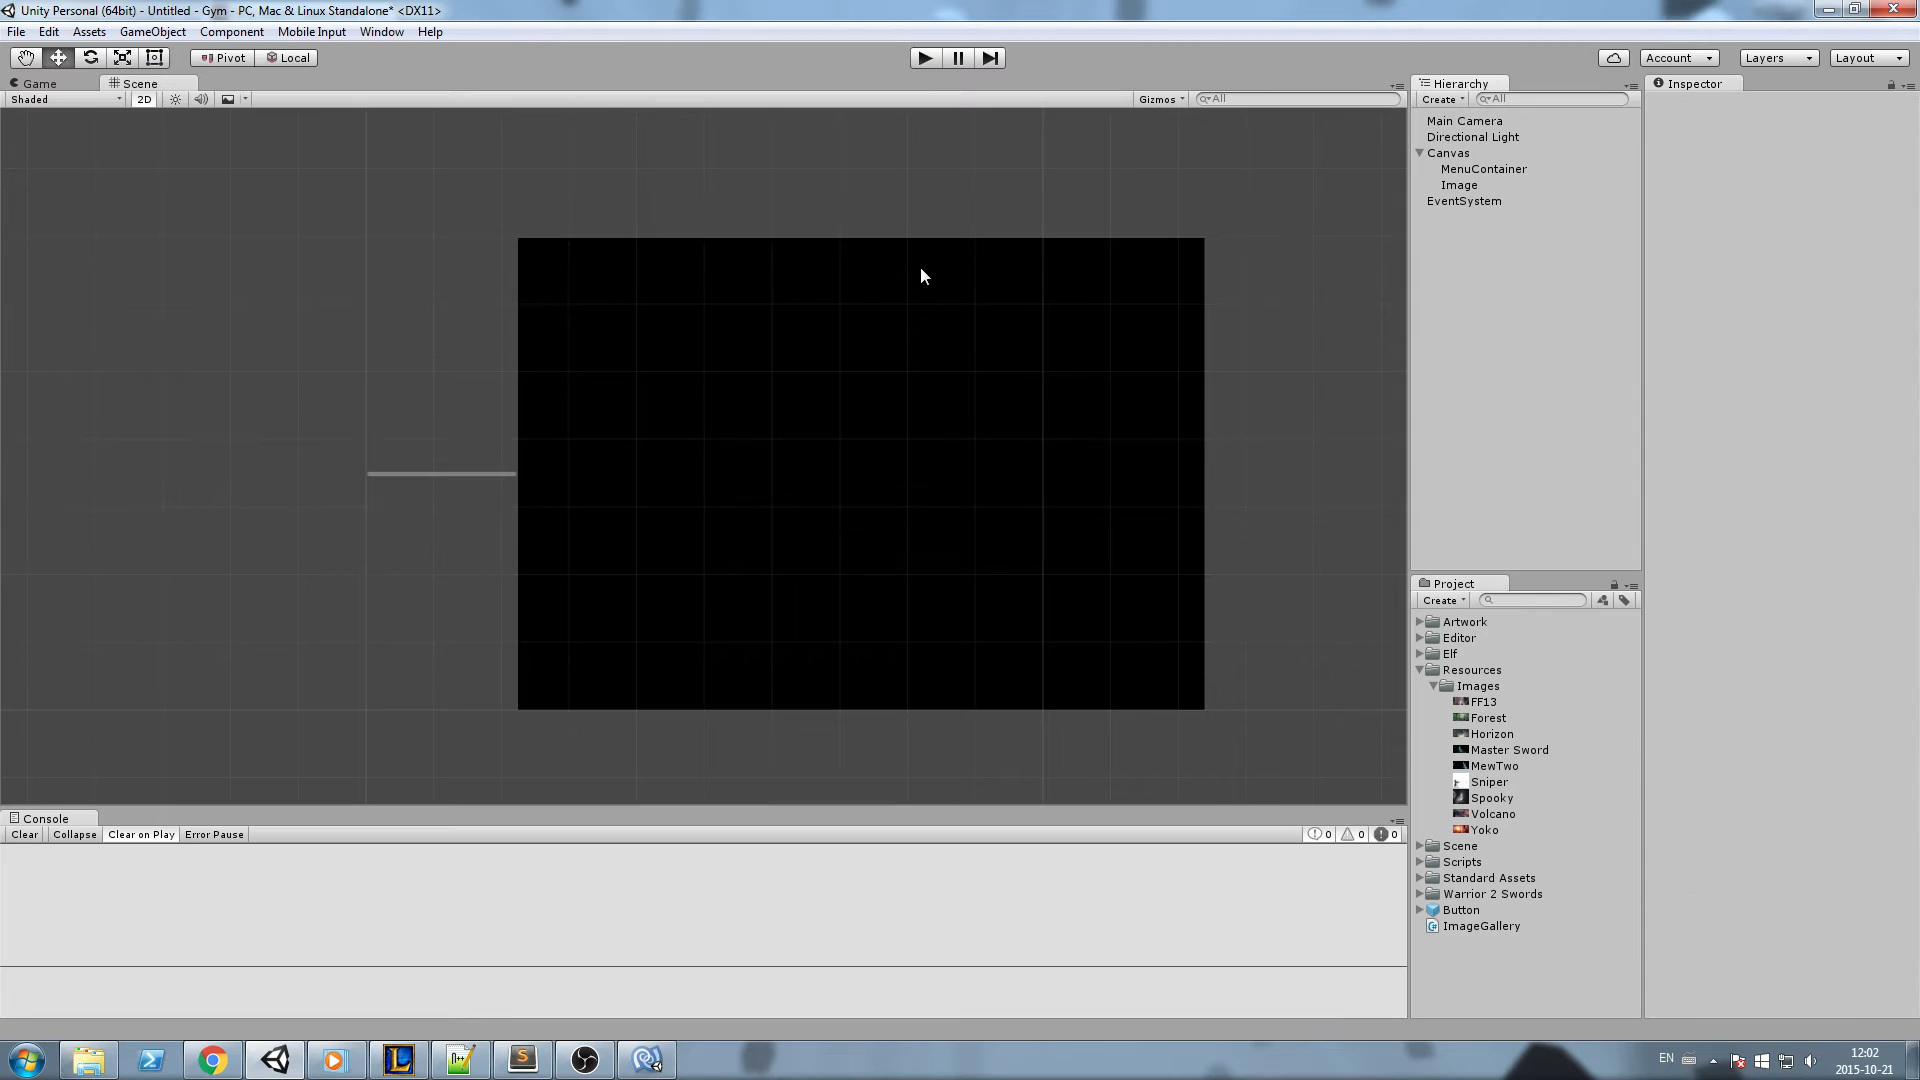 Unity Personal (64bit) - Untitled - Gym - PC, Mac & Linux Standalone* <DX11>
File Edit Assets GameObject Component Mobile Input Window Help
Pivot Local Account Layers Layout
Game Scene Hierarchy Inspector
Shaded 2D Gizmos All Create All
Main Camera
Directional Light
Canvas
MenuContainer
Image
EventSystem
Project
Create
Artwork
Editor
Elf
Resources
Images
FF13
Forest
Horizon
Master Sword
MewTwo
Sniper
Spooky
Volcano
Yoko
Scene
Scripts
Standard Assets
Warrior 2 Swords
Button
ImageGallery
Console
Clear Collapse Clear on Play Error Pause 0 0 0
EN 12:02
2015-10-21